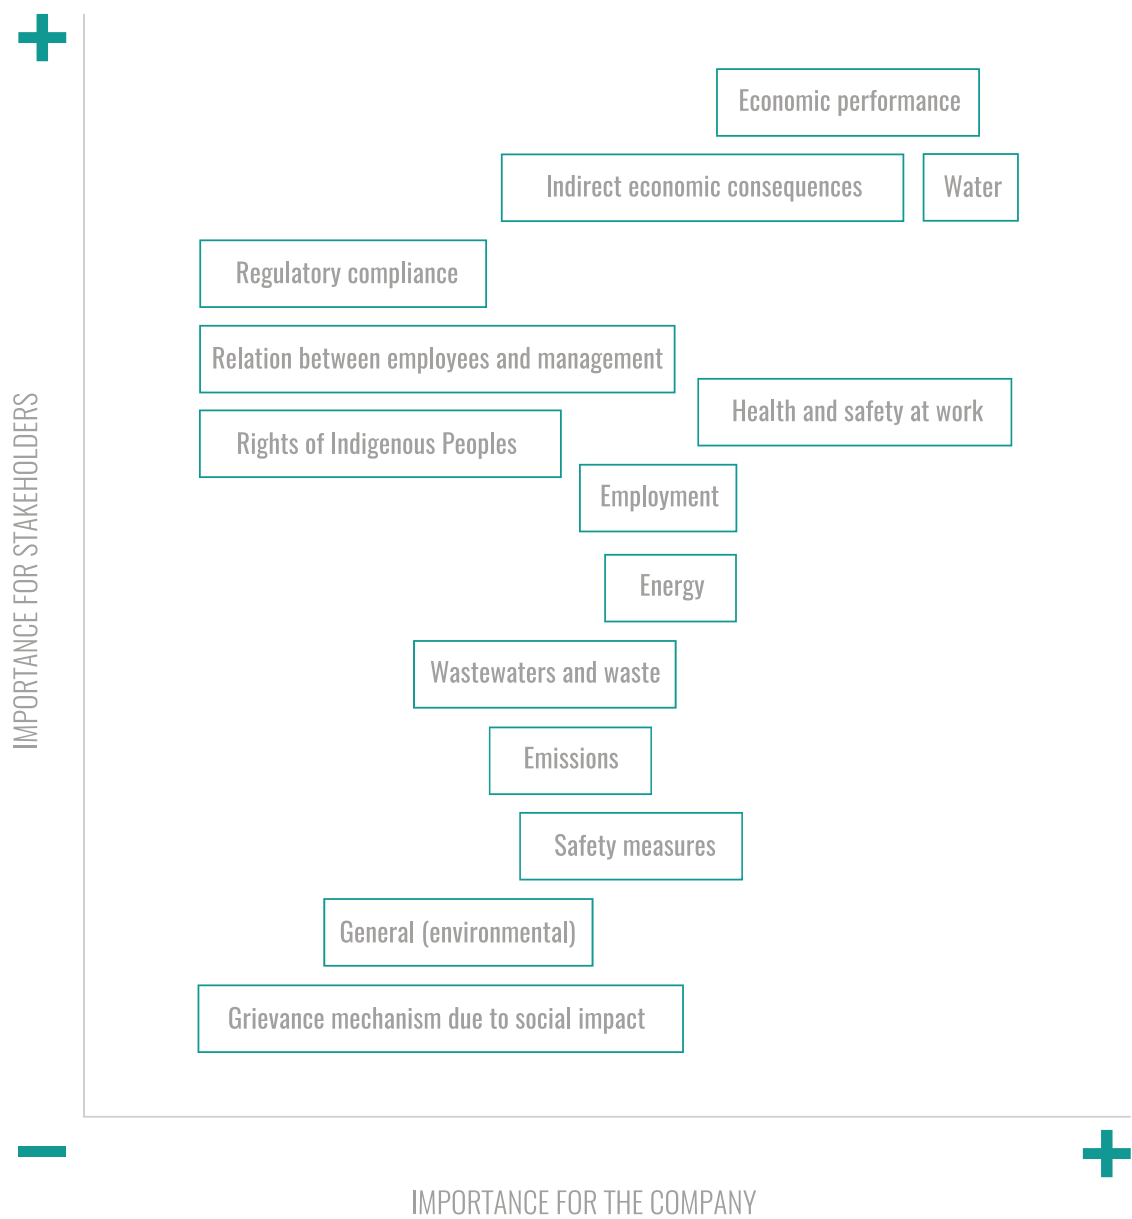 Economic performance
Indirect economic consequences
Water
Regulatory compliance
Relation between employees and management
Health and safety at work
Rights of Indigenous Peoples
Employment
Energy
Wastewaters and waste
Emissions
Safety measures
General (environmental)
Grievance mechanism due to social impact
IMPORTANCE FOR STAKEHOLDERS
IMPORTANCE FOR THE COMPANY